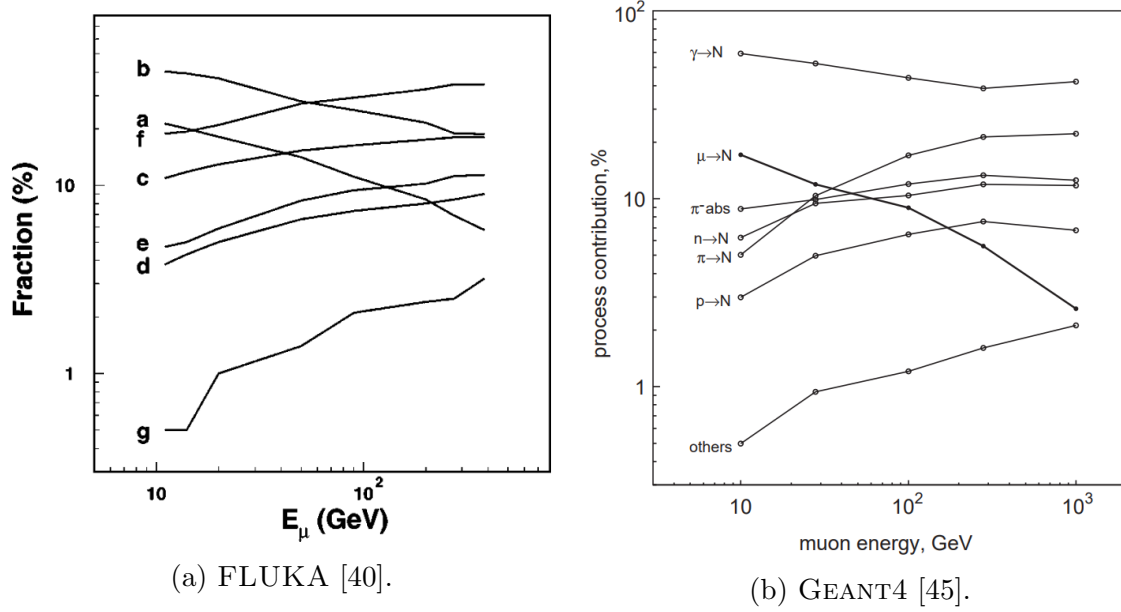 b
a
f
c
e
d
g
10
1
10
10²
Fraction (%)
E_μ (GeV)
(a) FLUKA [40].
10²
10
1
γ→N
μ→N
π⁻abs
n→N
π→N
p→N
others
10
10²
10³
process contribution,%
muon energy, GeV
(b) GEANT4 [45].